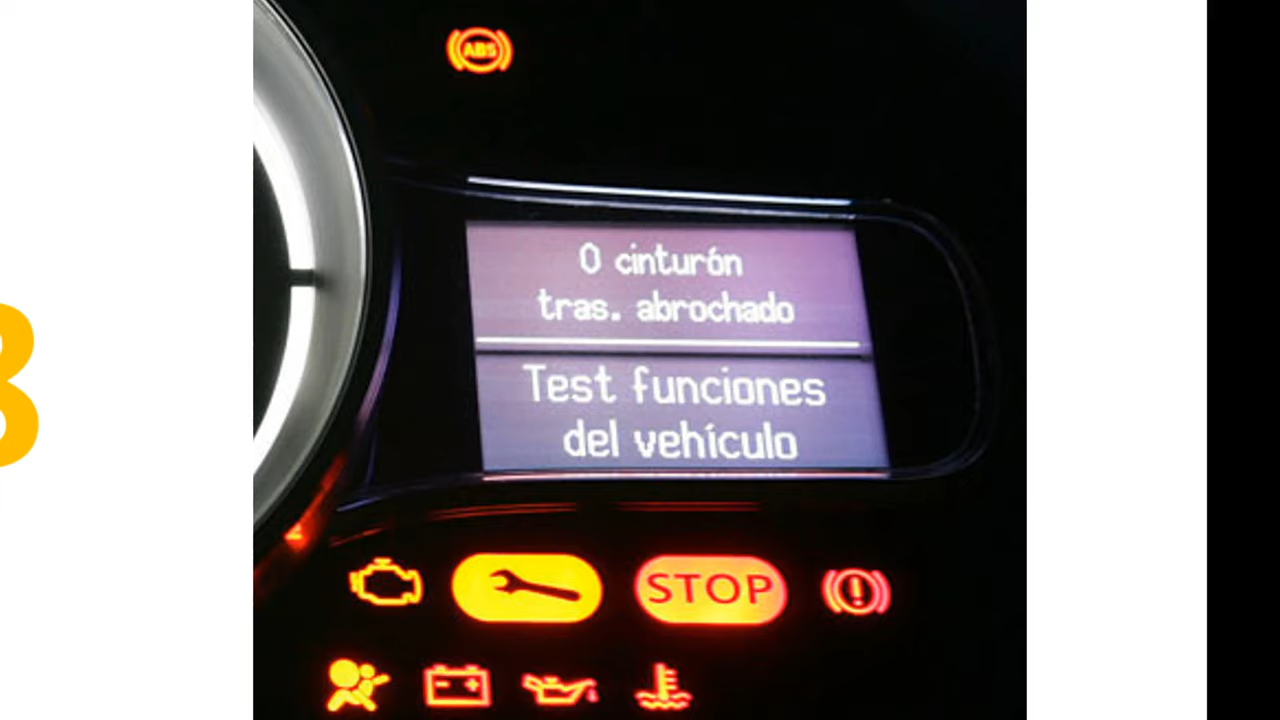 ABS
0 cinturón
tras. abrochado
Test funciones
del vehículo
STOP